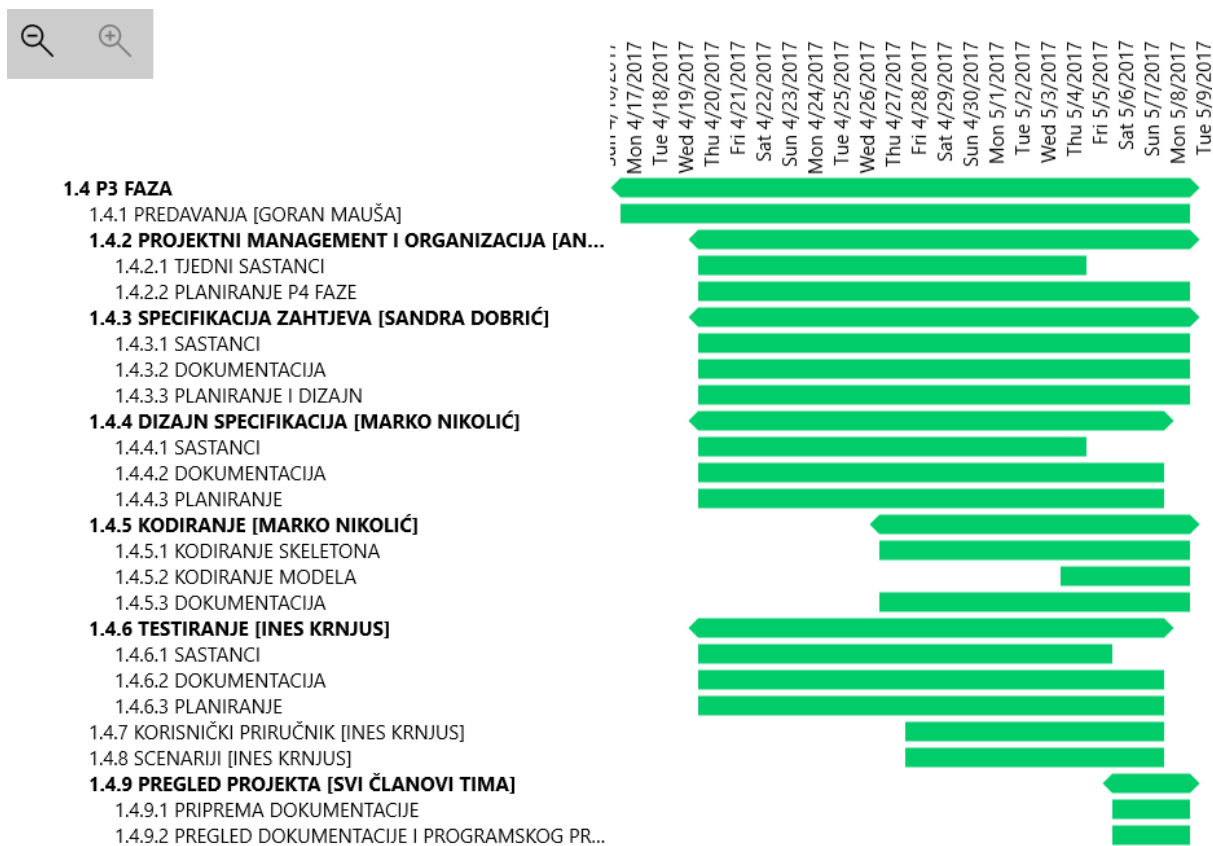 Mon 4/17/2017
Tue 4/18/2017
Wed 4/19/2017
Thu 4/20/2017
Fri 4/21/2017
Sat 4/22/2017
Sun 4/23/2017
Mon 4/24/2017
Tue 4/25/2017
Wed 4/26/2017
Thu 4/27/2017
Fri 4/28/2017
Sat 4/29/2017
Sun 4/30/2017
Mon 5/1/2017
Tue 5/2/2017
Wed 5/3/2017
Thu 5/4/2017
Fri 5/5/2017
Sat 5/6/2017
Sun 5/7/2017
Mon 5/8/2017
Tue 5/9/2017
1.4 P3 FAZA
1.4.1 PREDAVANJA [GORAN MAUŠA]
1.4.2 PROJEKTNI MANAGEMENT I ORGANIZACIJA [AN...
1.4.2.1 TJEDNI SASTANCI
1.4.2.2 PLANIRANJE P4 FAZE
1.4.3 SPECIFIKACIJA ZAHTJEVA [SANDRA DOBRIĆ]
1.4.3.1 SASTANCI
1.4.3.2 DOKUMENTACIJA
1.4.3.3 PLANIRANJE I DIZAJN
1.4.4 DIZAJN SPECIFIKACIJA [MARKO NIKOLIĆ]
1.4.4.1 SASTANCI
1.4.4.2 DOKUMENTACIJA
1.4.4.3 PLANIRANJE
1.4.5 KODIRANJE [MARKO NIKOLIĆ]
1.4.5.1 KODIRANJE SKELETONA
1.4.5.2 KODIRANJE MODELA
1.4.5.3 DOKUMENTACIJA
1.4.6 TESTIRANJE [INES KRNJUS]
1.4.6.1 SASTANCI
1.4.6.2 DOKUMENTACIJA
1.4.6.3 PLANIRANJE
1.4.7 KORISNIČKI PRIRUČNIK [INES KRNJUS]
1.4.8 SCENARIJI [INES KRNJUS]
1.4.9 PREGLED PROJEKTA [SVI ČLANOVI TIMA]
1.4.9.1 PRIPREMA DOKUMENTACIJE
1.4.9.2 PREGLED DOKUMENTACIJE I PROGRAMSKOG PR...